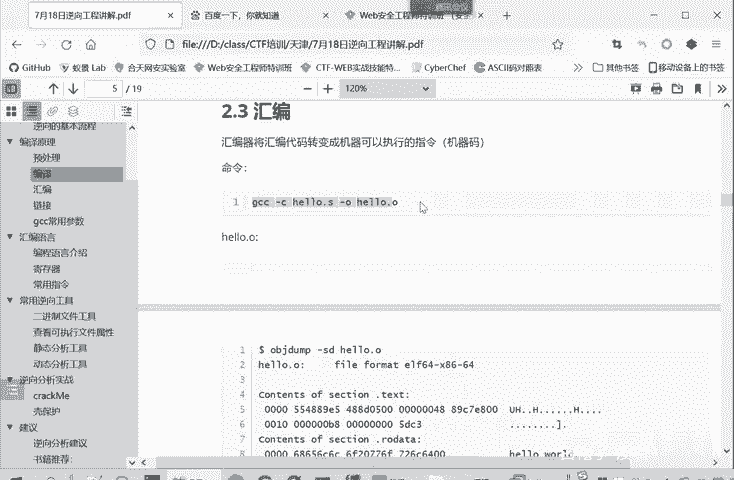 7月18日逆向工程讲解.pdf
百度一下，你就知道
Web安全工程师特训班
file:///D:/class/CTF培训/天津/7月18日逆向工程讲解.pdf
GitHub
蚁景 Lab
合天网安实验室
Web安全工程师特训班
CTF-WEB实战技能特...
CyberChef
ASCII码对照表
其他书签
移动设备上的书签
5 / 19
120%
逆向的基本流程
编译原理
预处理
编译
汇编
链接
gcc常用参数
汇编语言
编程语言介绍
寄存器
常用指令
常用逆向工具
二进制文件工具
查看可执行文件属性
静态分析工具
动态分析工具
逆向分析实战
crackMe
壳保护
建议
逆向分析建议
书籍推荐:
2.3 汇编
汇编器将汇编代码转变成机器可以执行的指令（机器码）
命令:
1 gcc -c hello.s -o hello.o
hello.o:
1 $ objdump -sd hello.o
2 hello.o: file format elf64-x86-64
3
4 Contents of section .text:
5 0000 554889e5 488d0500 00000048 89c7e800 UH..H......H....
6 0010 000000b8 00000000 5dc3 ........].
7 Contents of section .rodata:
8 0000 68656c6c 6f20776f 726c6400 hello world.